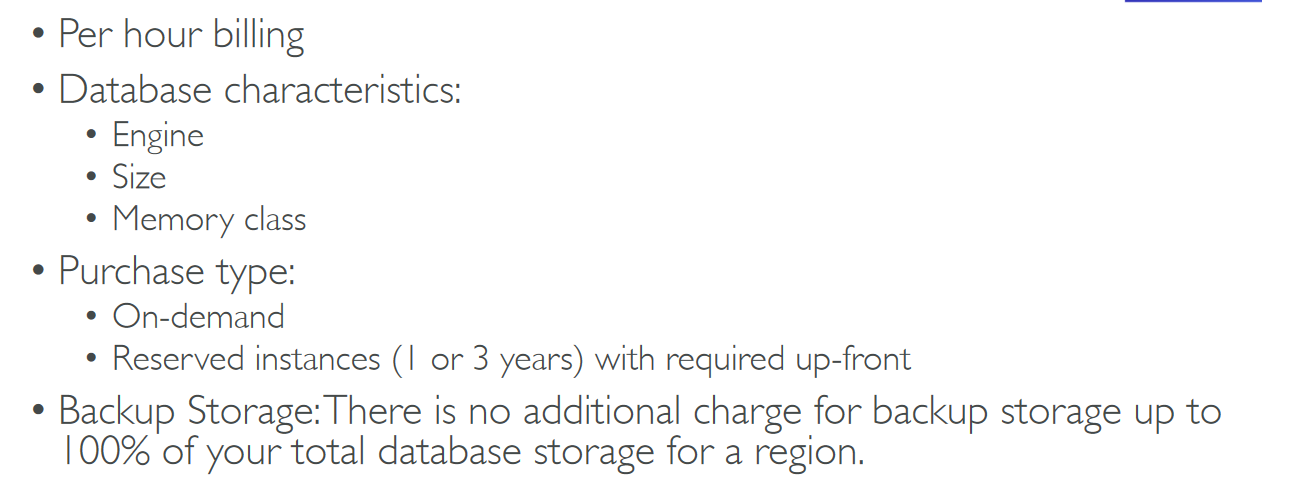 • Per hour billing
• Database characteristics:
• Engine
• Size
• Memory class
• Purchase type:
• On-demand
• Reserved instances (1 or 3 years) with required up-front
• Backup Storage: There is no additional charge for backup storage up to
100% of your total database storage for a region.